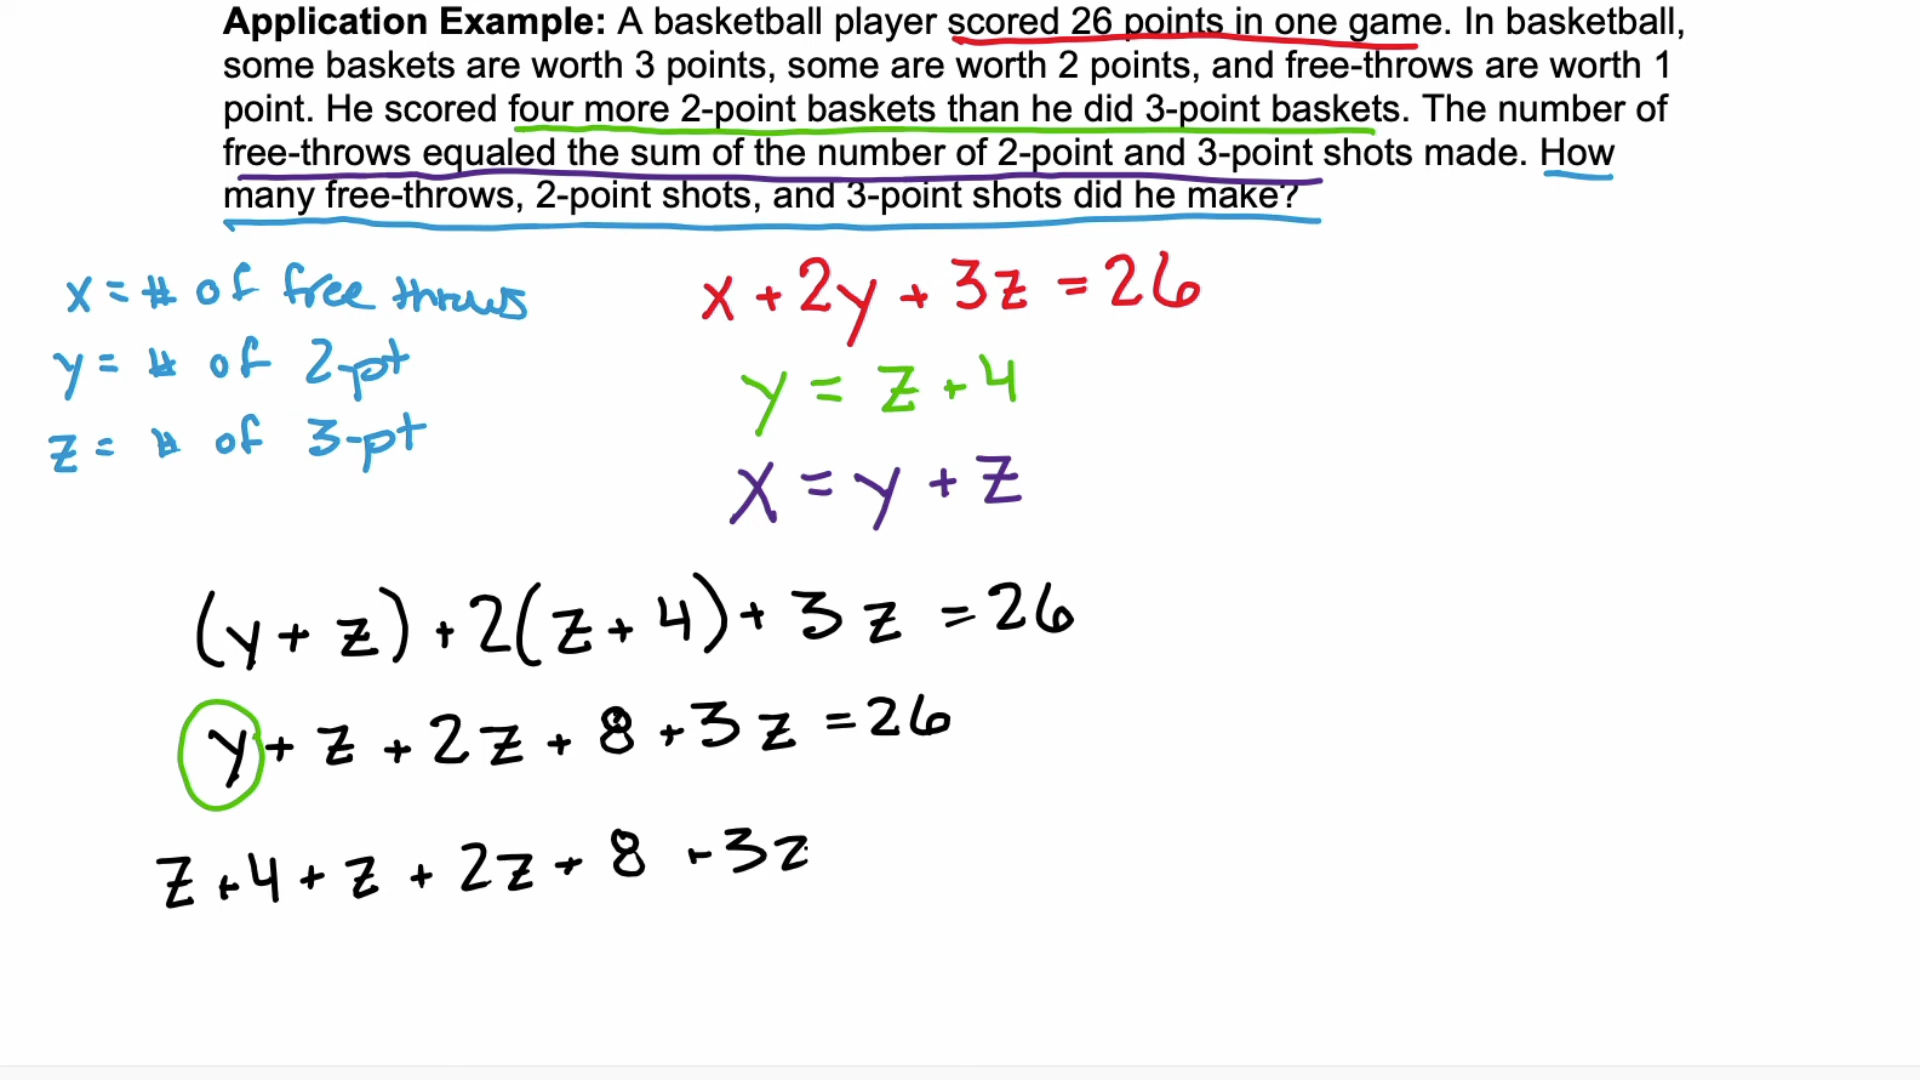 Application Example: A basketball player scored 26 points in one game. In basketball,
some baskets are worth 3 points, some are worth 2 points, and free-throws are worth 1
point. He scored four more 2-point baskets than he did 3-point baskets. The number of
free-throws equaled the sum of the number of 2-point and 3-point shots made. How
many free-throws, 2-point shots, and 3-point shots did he make?
x = # of free throws
y = # of 2-pt
z = # of 3-pt
x + 2y + 3z = 26
y = z + 4
x = y + z
(y + z) + 2(z + 4) + 3z = 26
y + z + 2z + 8 + 3z = 26
z + 4 + z + 2z + 8 + 3z